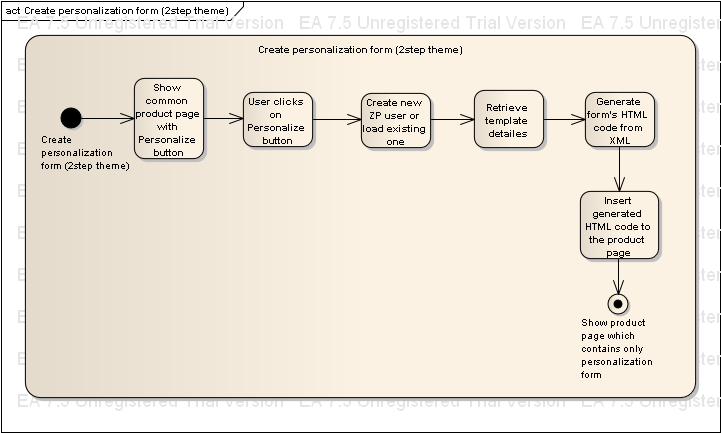 act Create personalization form (2step theme)
EA 7.5 Unregistered Trial Version EA 7.5 Unregistered Trial Version EA 7.5 Unregistered
Create personalization form (2step theme)
Create
personalization
form (2step theme)
Show
common
product page
with
Personalize
button
User clicks
on
Personalize
button
Create new
ZP user or
load existing
one
Retrieve
template
detailes
Generate
form's HTML
code from
XML
Insert
generated
HTML code to
the product
page
Show product
page which
contains only
personalization
form
EA 7.5 Unregistered Trial Version EA 7.5 Unregistered Trial Version EA 7.5 Unregistered